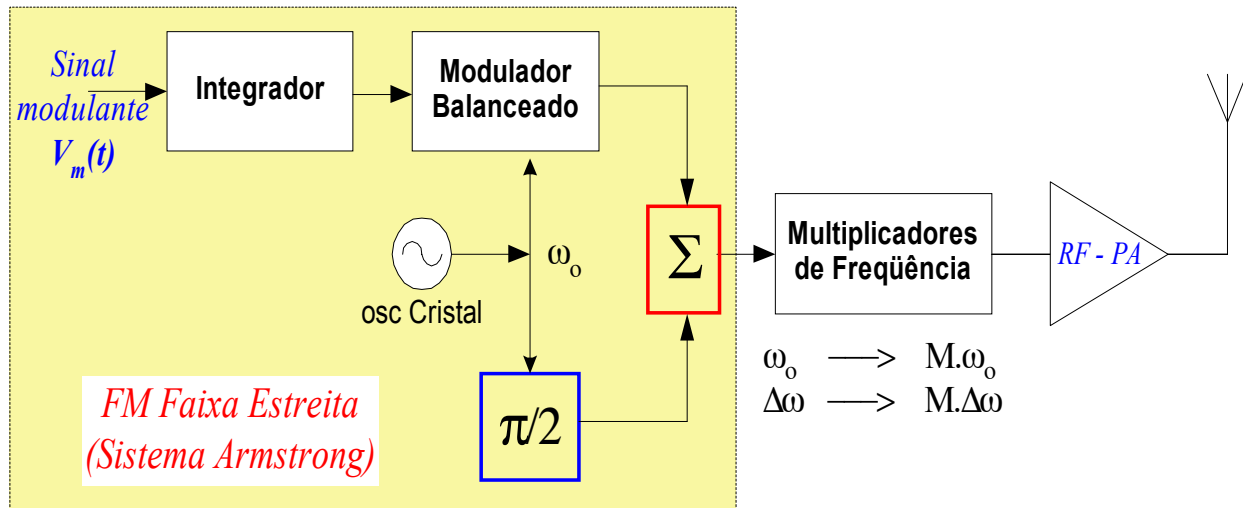 Sinal
modulante
Vm(t)
Integrador
Modulador
Balanceado
ωo
osc Cristal
π/2
Σ
Multiplicadores
de Freqüência
RF - PA
ωo —> M.ωo
Δω —> M.Δω
FM Faixa Estreita
(Sistema Armstrong)